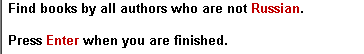 Find books by all authors who are not Russian.
Press Enter when you are finished.